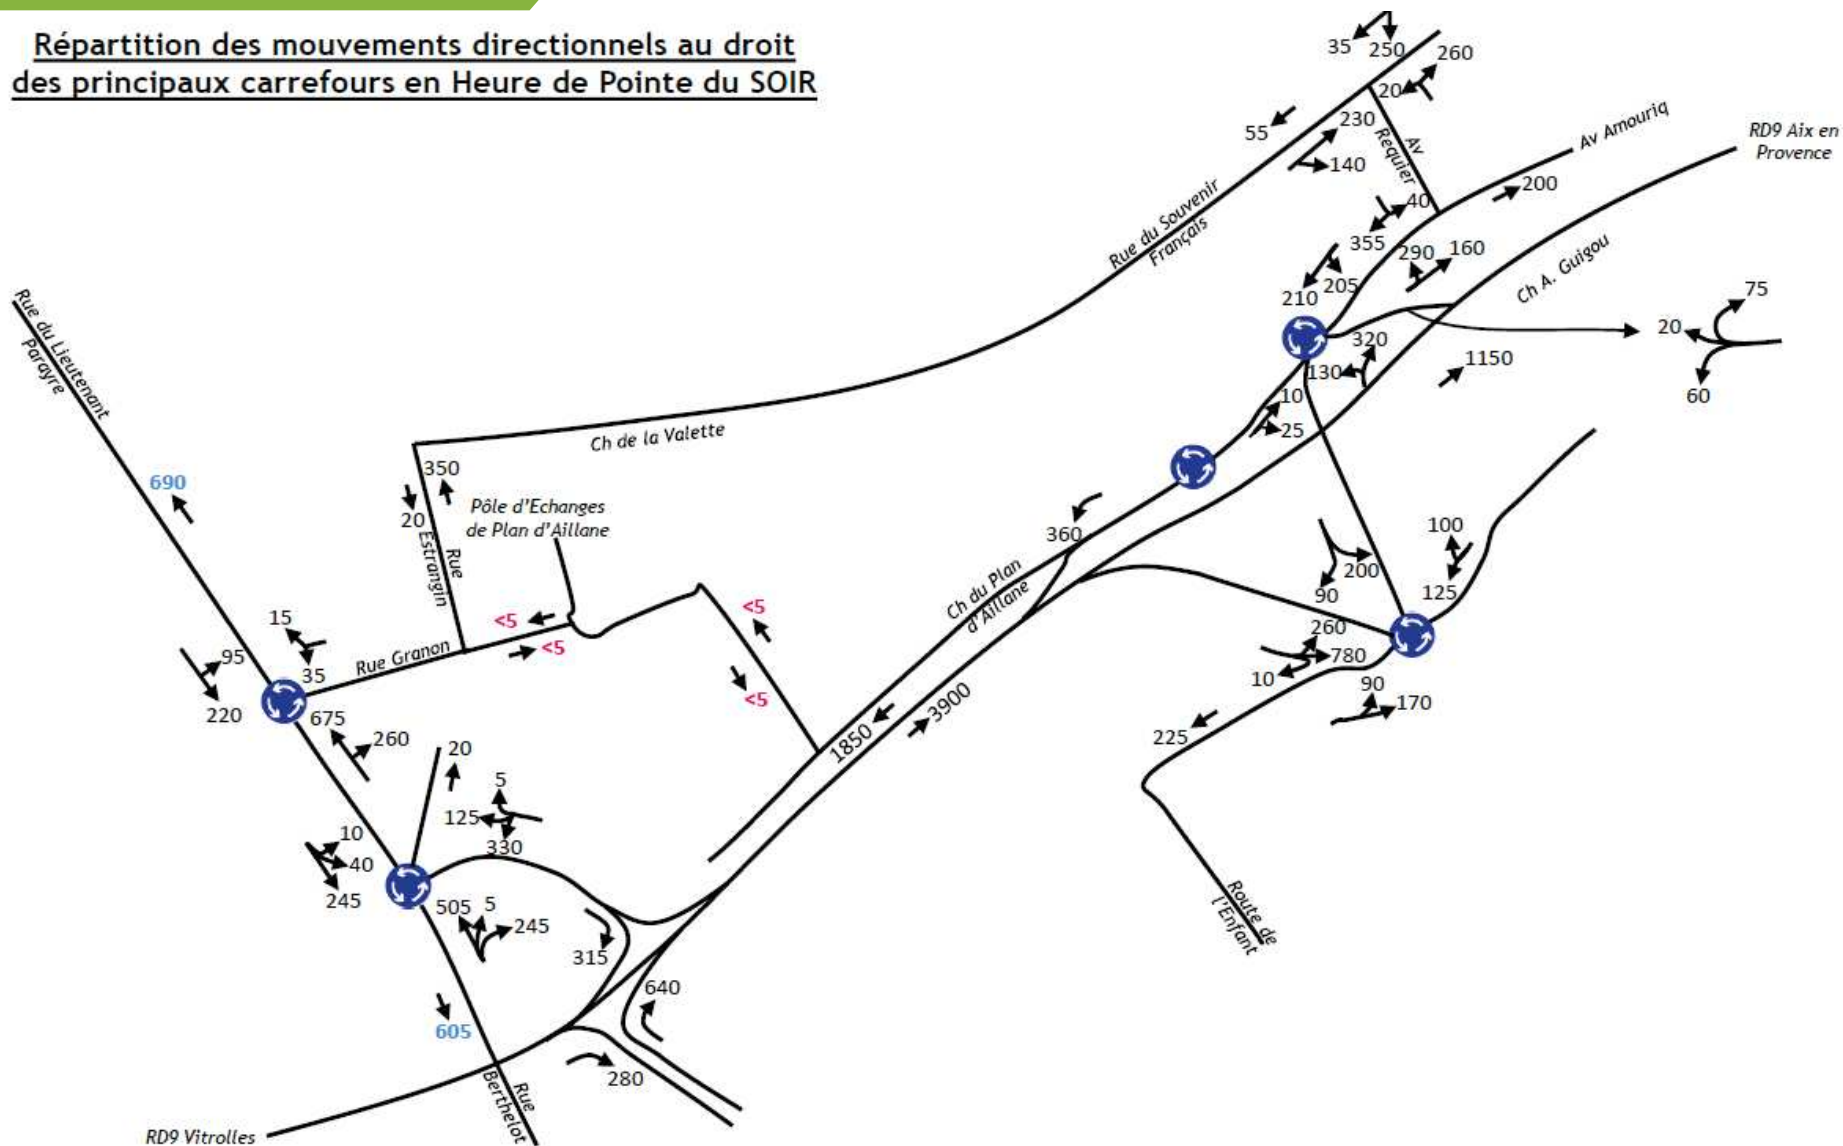 Répartition des mouvements directionnels au droit
des principaux carrefours en Heure de Pointe du SOIR
35
250
260
20
55
230
140
Av
Requier
Av Amouriq
RD9 Aix en
Provence
200
40
355
290
160
Rue du Souvenir
Français
210
205
Ch A. Guigou
75
20
60
320
130
1150
10
25
Rue du Lieutenant
Parayre
690
Ch de la Valette
350
20
Rue
Estrangin
Pôle d'Echanges
de Plan d'Aillane
360
Ch du Plan
d'Aillane
100
125
200
90
<5
<5
<5
<5
15
35
95
220
Rue Granon
675
260
260
780
10
90
170
225
1850
3900
20
5
125
330
10
40
245
505
5
245
315
640
605
280
Route de
l'Enfant
Rue
Berthelot
RD9 Vitrolles